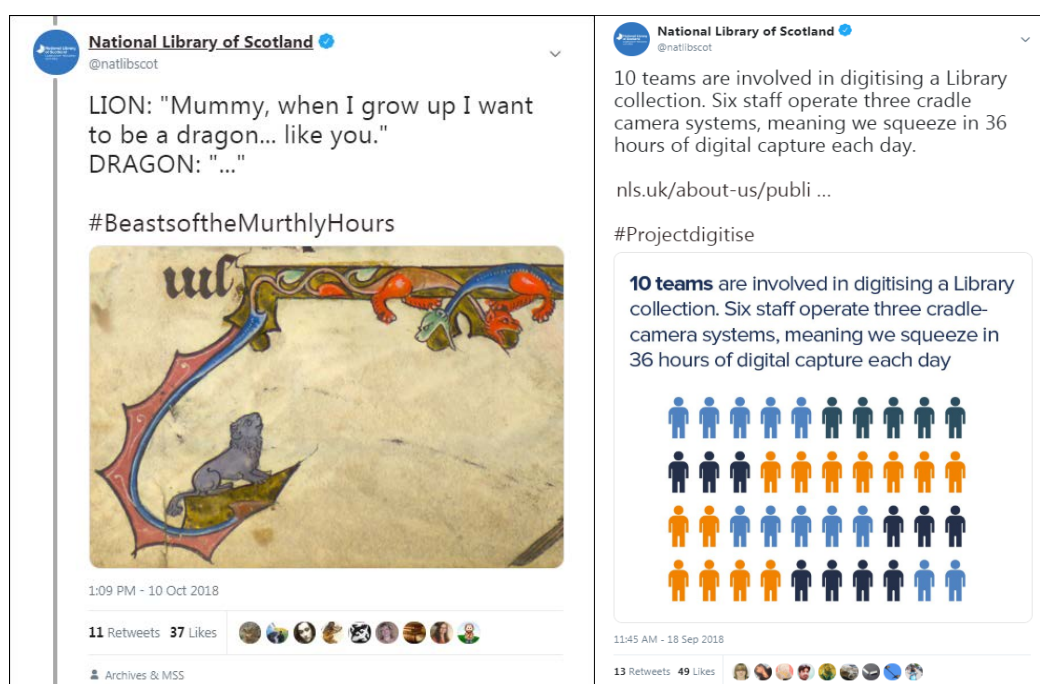 National Library of Scotland
@natlibscot
LION: "Mummy, when I grow up I want
to be a dragon... like you."
DRAGON: "..."
#BeastsoftheMurthlyHours
1:09 PM - 10 Oct 2018
11 Retweets 37 Likes
Archives & MSS
National Library of Scotland
@natlibscot
10 teams are involved in digitising a Library
collection. Six staff operate three cradle
camera systems, meaning we squeeze in 36
hours of digital capture each day.
nls.uk/about-us/publi ...
#Projectdigitise
10 teams are involved in digitising a Library
collection. Six staff operate three cradle-
camera systems, meaning we squeeze in
36 hours of digital capture each day
11:45 AM - 18 Sep 2018
13 Retweets 49 Likes